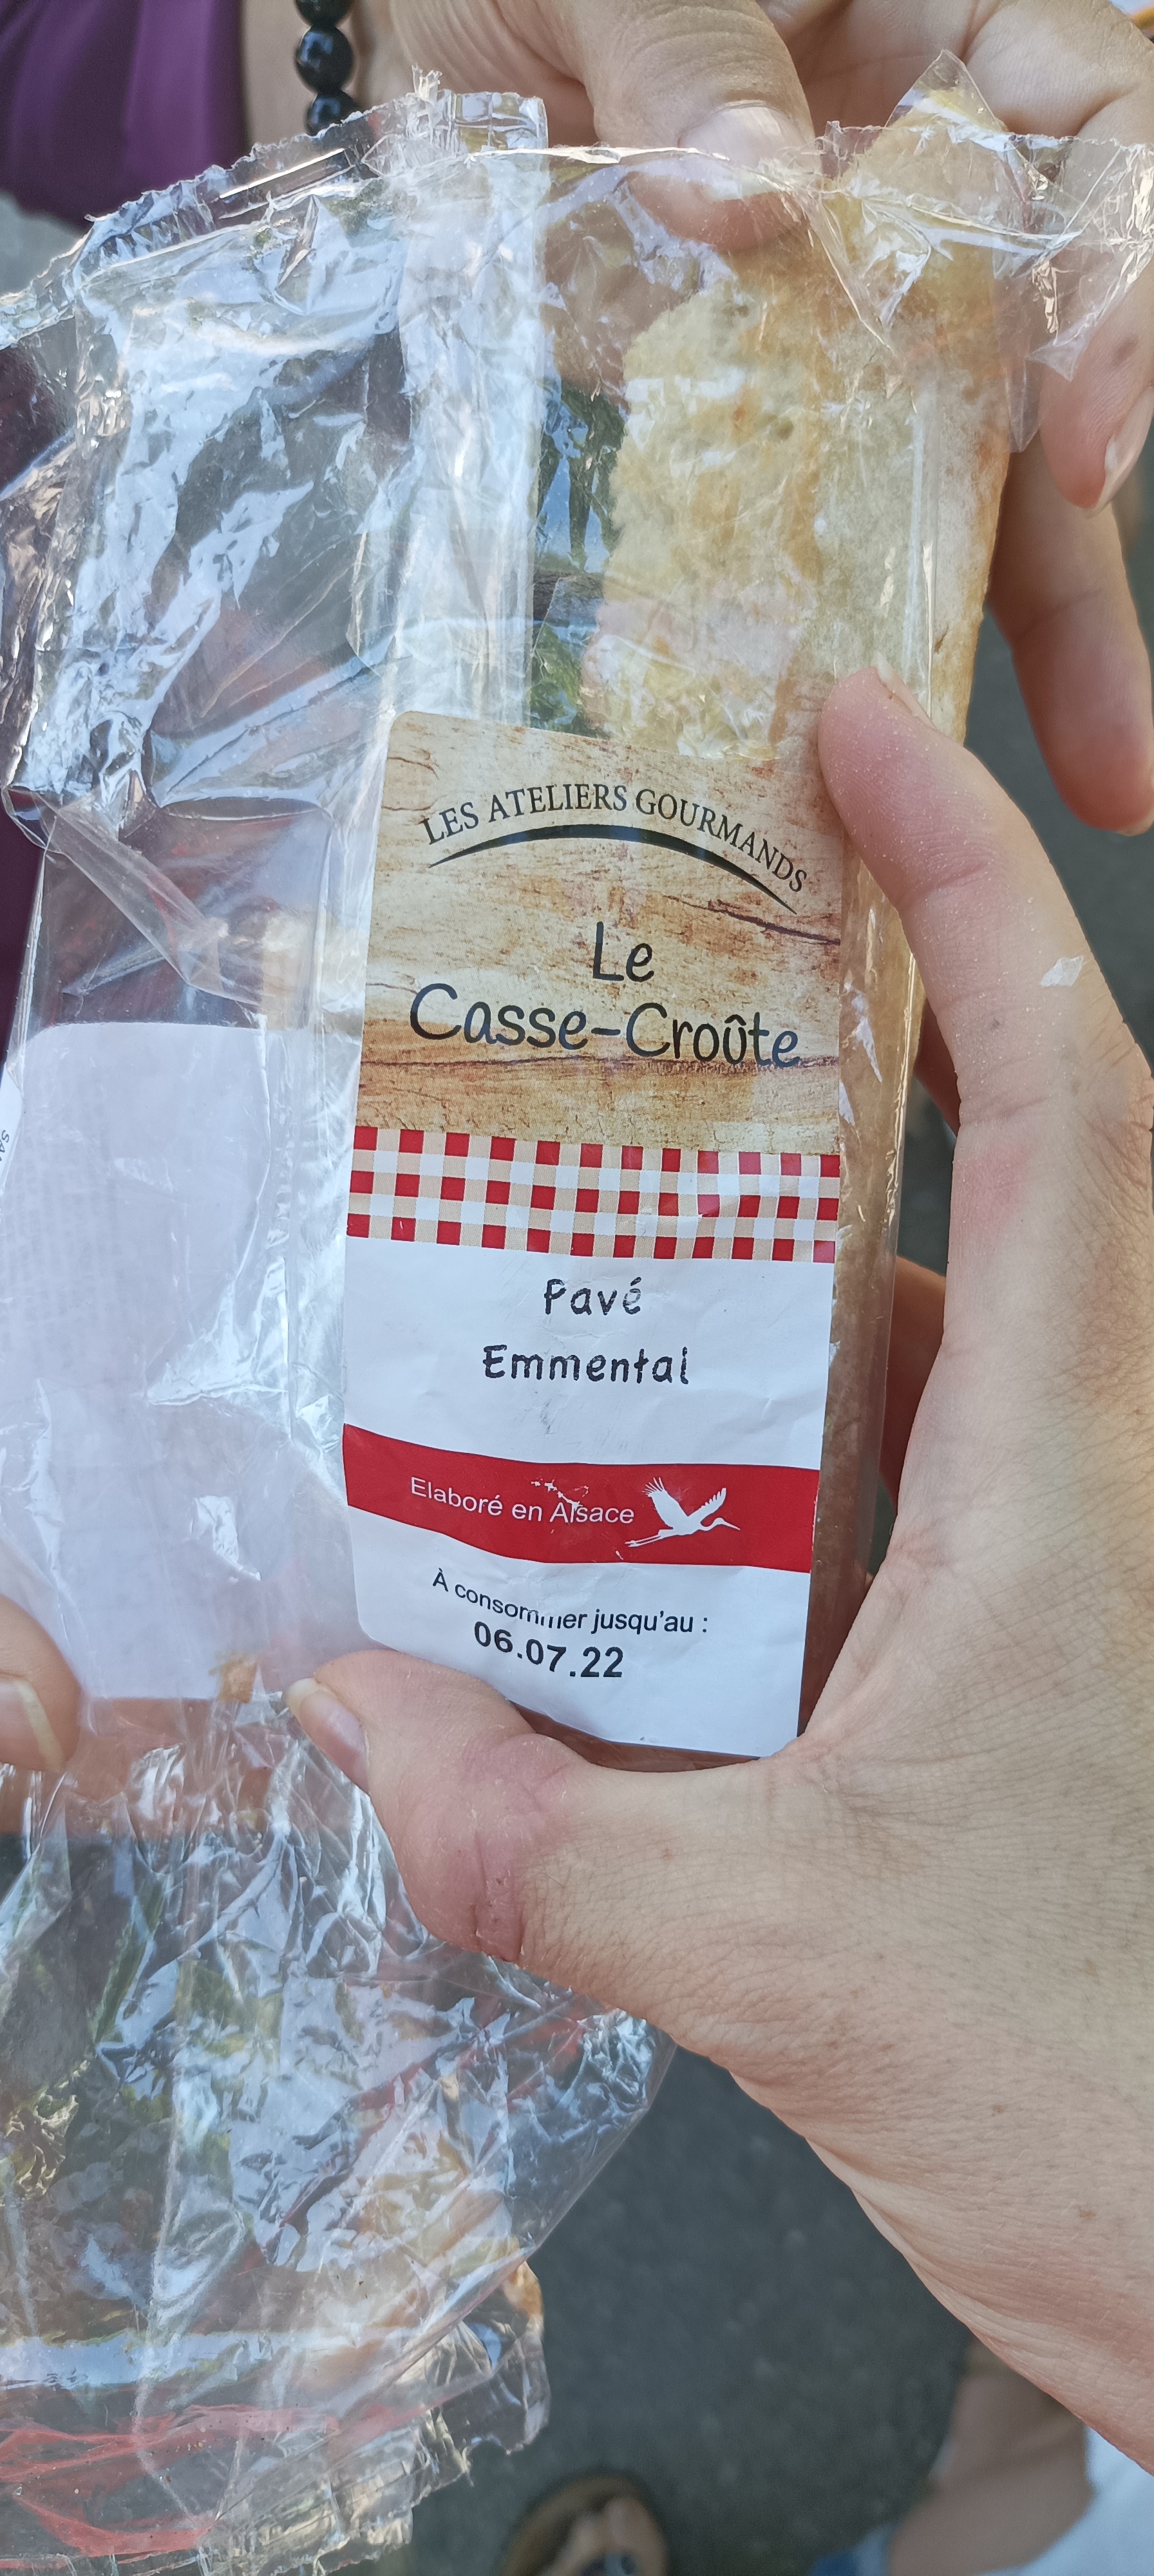 LES ATELIERS GOURMANDS
Le
Casse-Croûte
Pavé
Emmental
Elaboré en Alsace
À consommer jusqu'au :
06.07.22